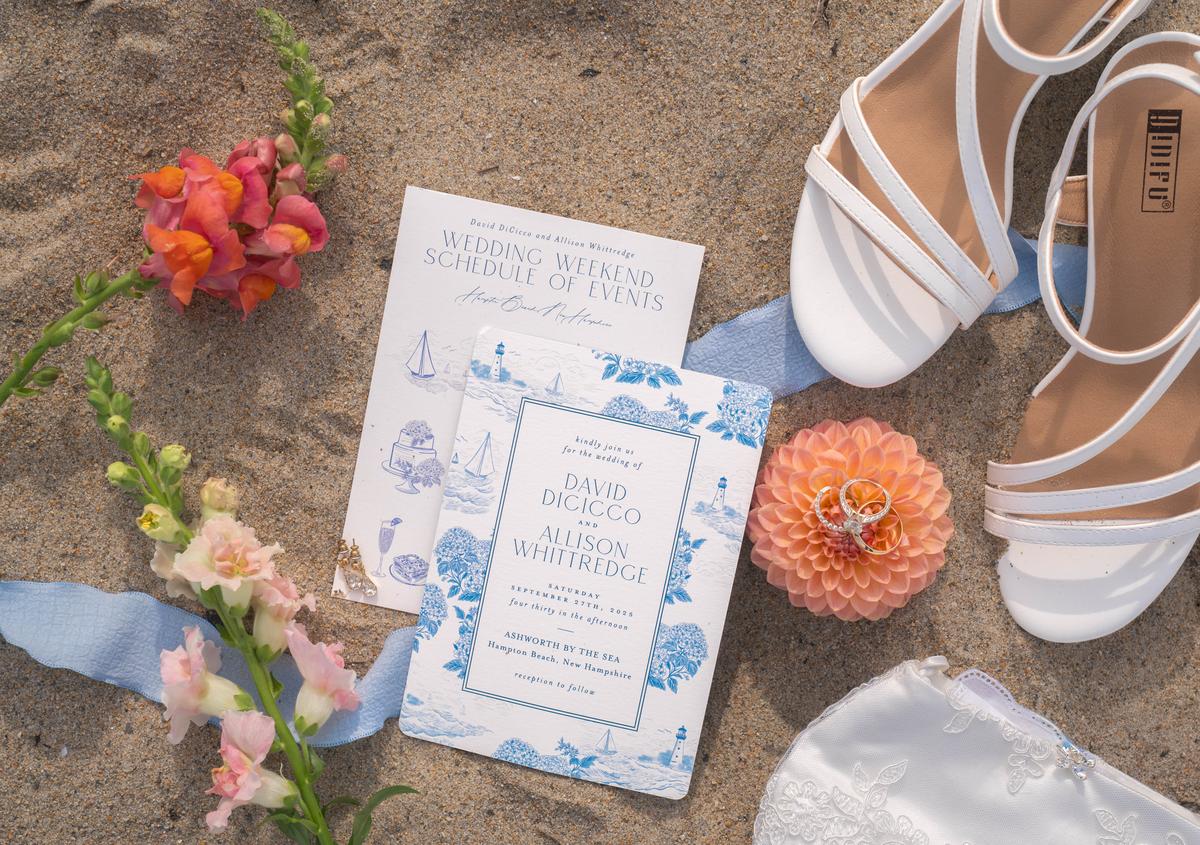 David DiCicco and Allison Whittredge
WEDDING WEEKEND
SCHEDULE OF EVENTS
Hampton Beach, New Hampshire
kindly join us
for the wedding of
DAVID
DICICCO
AND
ALLISON
WHITTREDGE
SATURDAY
SEPTEMBER 27TH, 2025
four thirty in the afternoon
ASHWORTH BY THE SEA
Hampton Beach, New Hampshire
reception to follow
IDIFU®